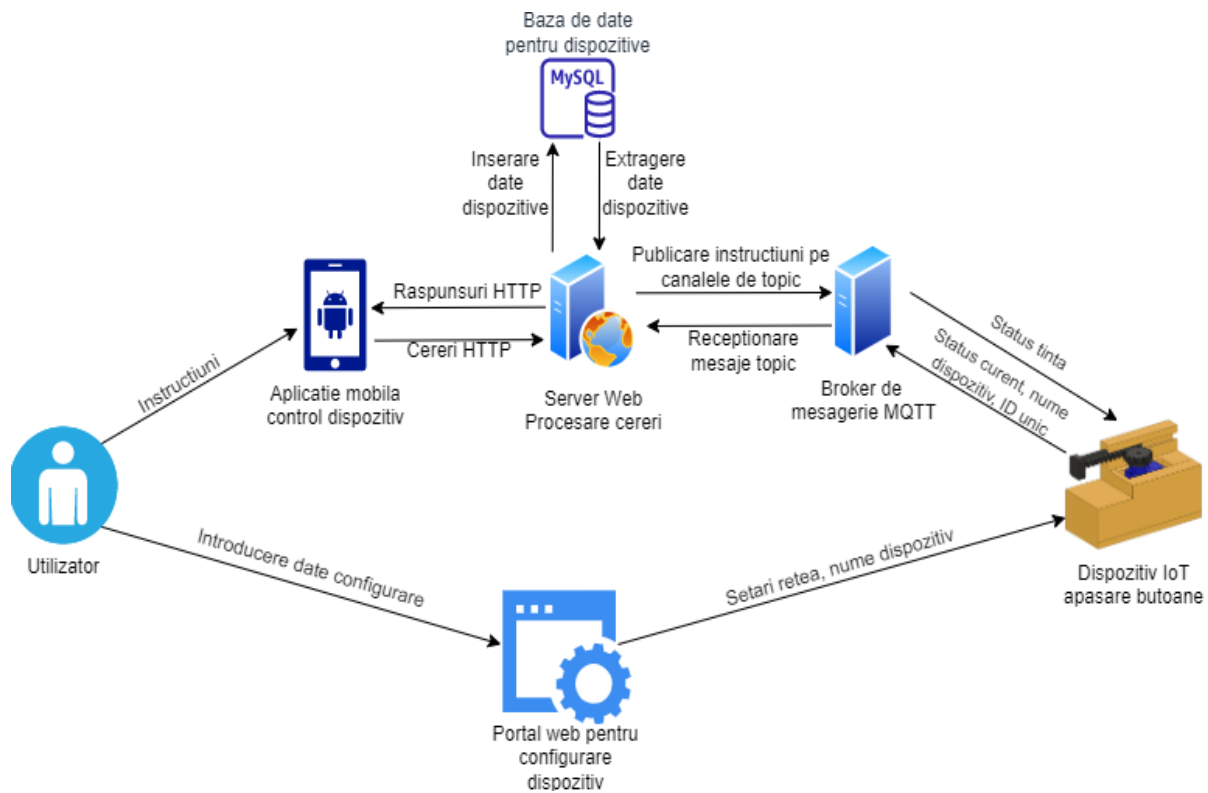 Baza de date
pentru dispozitive
MySQL
Inserare
date
dispozitive
Extragere
date
dispozitive
Publicare instructiuni pe
canalele de topic
Raspunsuri HTTP
Receptionare
mesaje topic
Cereri HTTP
Status tinta
Status curent, nume
dispozitiv, ID unic
Instructiuni
Aplicatie mobila
control dispozitiv
Server Web
Procesare cereri
Broker de
mesagerie MQTT
Utilizator
Introducere date configurare
Setari retea, nume dispozitiv
Dispozitiv IoT
apasare butoane
Portal web pentru
configurare
dispozitiv